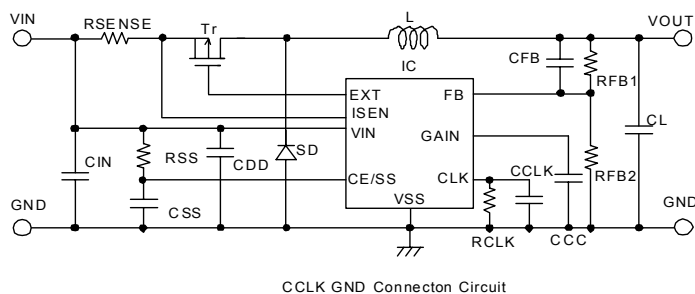 VIN
RSENSE
Tr
L
VOUT
IC
CFB
RFB1
EXT
FB
ISEN
VIN
GAIN
CL
CIN
RSS
CDD
SD
RFB2
CE/SS
CLK
CCLK
GND
CSS
VSS
GND
RCLK
CCC
CCLK GND Connecton Circuit